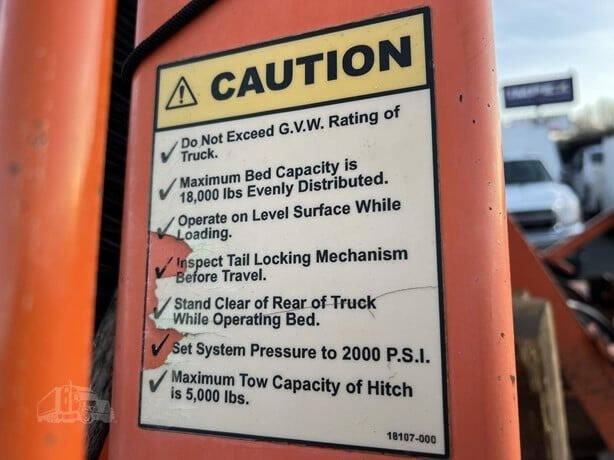 CAUTION
Do Not Exceed G.V.W. Rating of
Truck.
Maximum Bed Capacity is
18,000 lbs Evenly Distributed.
Operate on Level Surface While
Loading.
Inspect Tail Locking Mechanism
Before Travel.
Stand Clear of Rear of Truck
While Operating Bed.
Set System Pressure to 2000 P.S.I.
Maximum Tow Capacity of Hitch
is 5,000 lbs.
18107-000